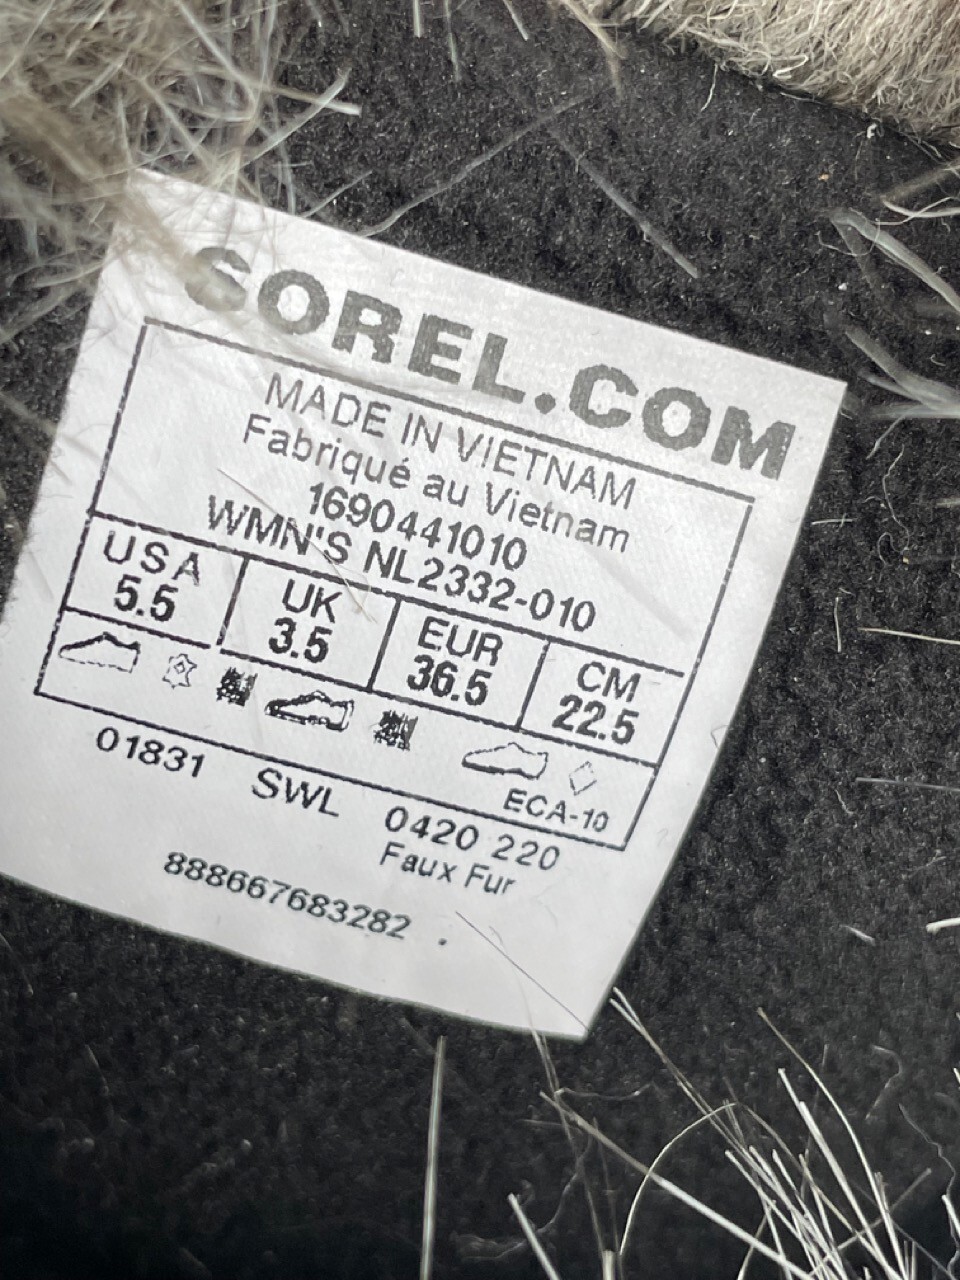 SOREL.COM
MADE IN VIETNAM
Fabriqué au Vietnam
1690441010
WMN'S NL2332-010
USA UK EUR CM
5.5 3.5 36.5 22.5
ECA-10
01831 SWL 0420 220
Faux Fur
888667683282